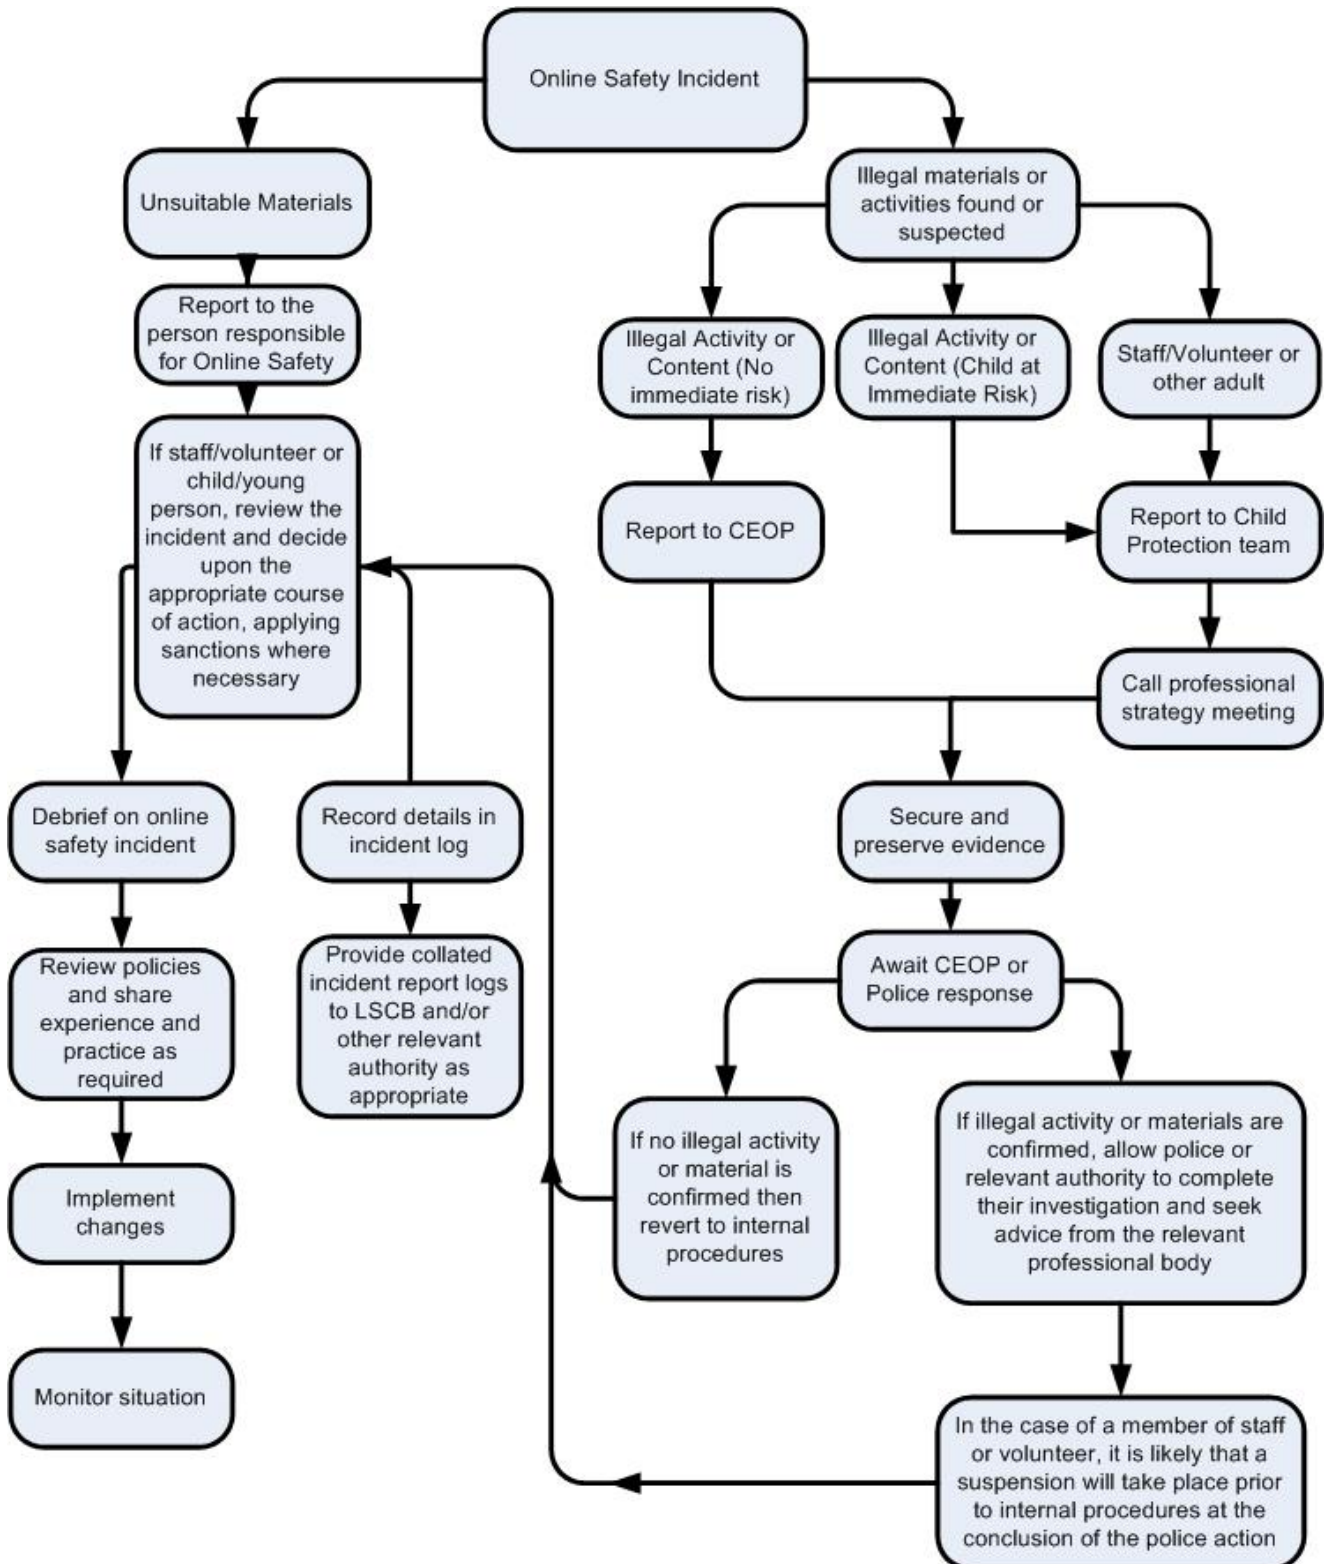 Online Safety Incident
Unsuitable Materials
Illegal materials or
activities found or
suspected
Report to the
person responsible
for Online Safety
Illegal Activity or
Content (No
immediate risk)
Illegal Activity or
Content (Child at
Immediate Risk)
Staff/Volunteer or
other adult
If staff/volunteer or
child/young
person, review the
incident and decide
upon the
appropriate course
of action, applying
sanctions where
necessary
Report to CEOP
Report to Child
Protection team
Call professional
strategy meeting
Debrief on online
safety incident
Record details in
incident log
Secure and
preserve evidence
Review policies
and share
experience and
practice as
required
Provide collated
incident report logs
to LSCB and/or
other relevant
authority as
appropriate
Await CEOP or
Police response
If no illegal activity
or material is
confirmed then
revert to internal
procedures
If illegal activity or materials are
confirmed, allow police or
relevant authority to complete
their investigation and seek
advice from the relevant
professional body
Implement
changes
Monitor situation
In the case of a member of staff
or volunteer, it is likely that a
suspension will take place prior
to internal procedures at the
conclusion of the police action